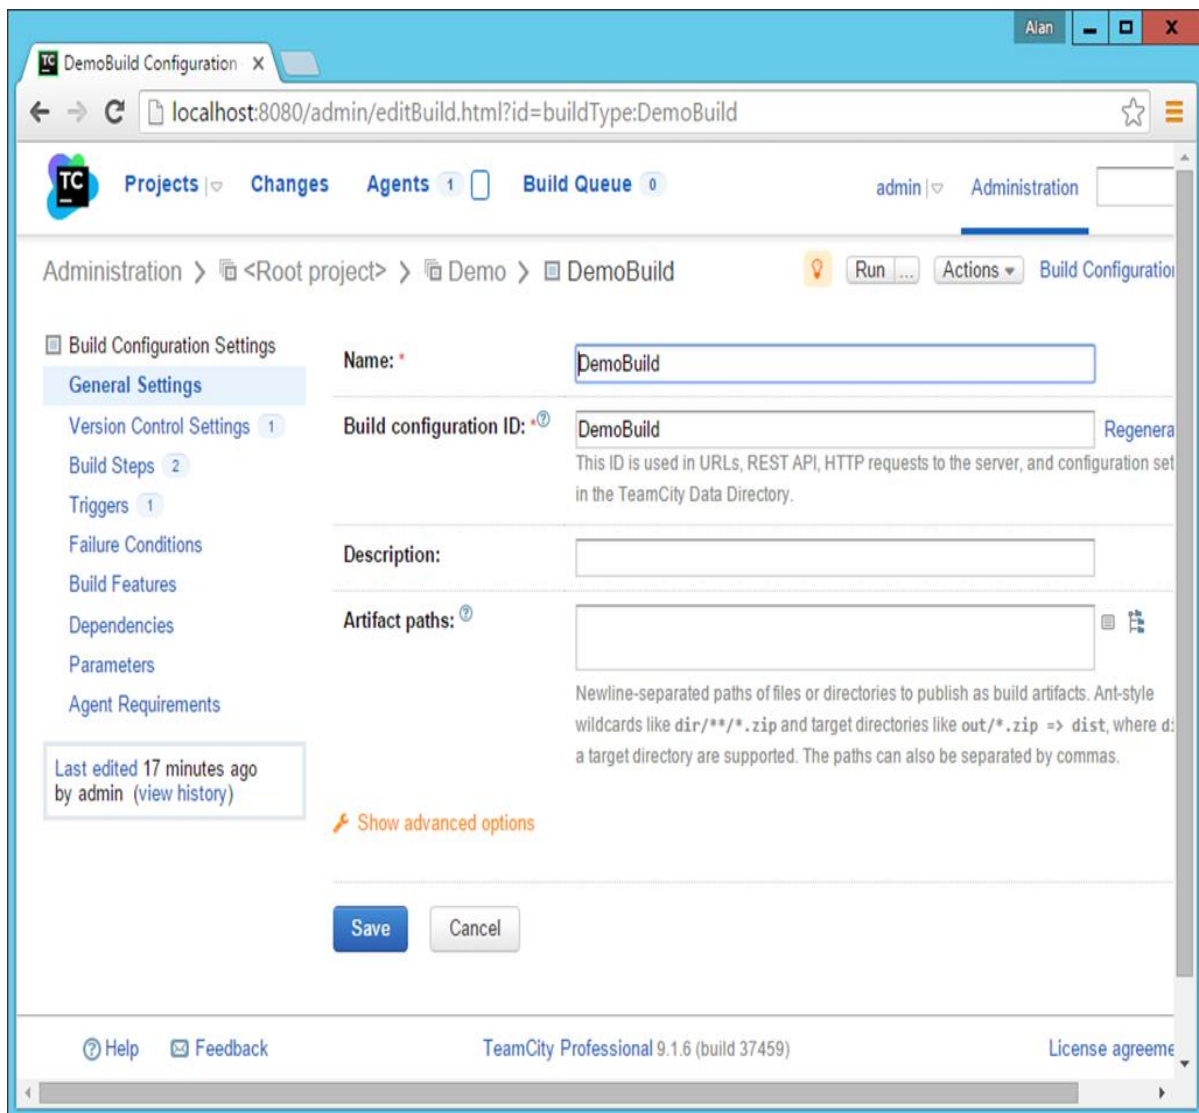 Alan
DemoBuild Configuration
localhost:8080/admin/editBuild.html?id=buildType:DemoBuild
TC Projects Changes Agents 1 Build Queue 0 admin Administration
Administration > <Root project> > Demo > DemoBuild Run ... Actions Build Configuratio
Build Configuration Settings
General Settings
Version Control Settings 1
Build Steps 2
Triggers 1
Failure Conditions
Build Features
Dependencies
Parameters
Agent Requirements
Last edited 17 minutes ago
by admin (view history)
Name: *
DemoBuild
Build configuration ID: *
DemoBuild
Regenera
This ID is used in URLs, REST API, HTTP requests to the server, and configuration set
in the TeamCity Data Directory.
Description:
Artifact paths:
Newline-separated paths of files or directories to publish as build artifacts. Ant-style
wildcards like dir/**/*.zip and target directories like out/*.zip => dist, where di
a target directory are supported. The paths can also be separated by commas.
Show advanced options
Save Cancel
Help Feedback TeamCity Professional 9.1.6 (build 37459) License agreeme